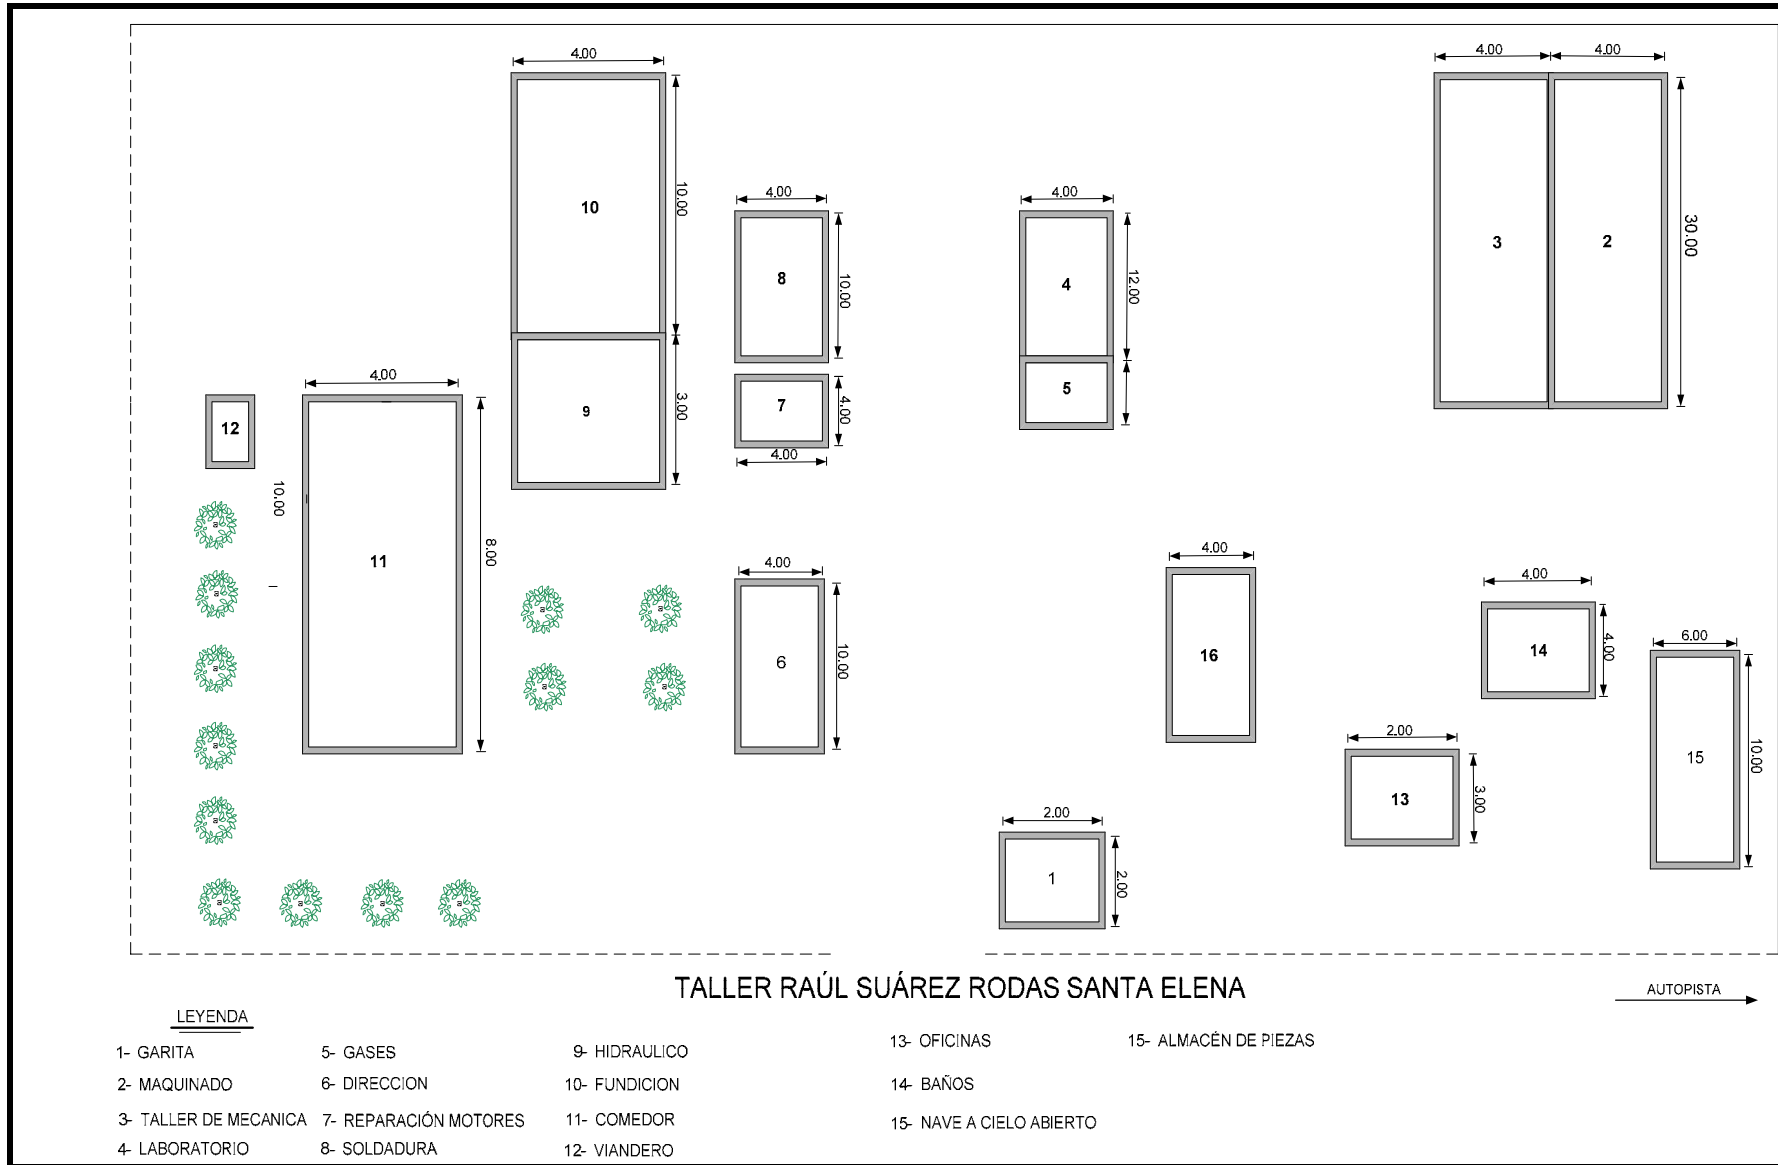 4.00
4.00 4.00
10.00
10
4.00
4.00
8
10.00
4
12.00
3
2
30.00
4.00
12
9
3.00
7
4.00
4.00
5
10.00
11
8.00
4.00
6
10.00
4.00
16
4.00
14
4.00
6.00
15
10.00
2.00
13
3.00
2.00
1
2.00
a
a
a
a
a
a
a
a
a
a
a
a
a
TALLER RAÚL SUÁREZ RODAS SANTA ELENA
AUTOPISTA
LEYENDA
1- GARITA
2- MAQUINADO
3- TALLER DE MECANICA
4- LABORATORIO
5- GASES
6- DIRECCION
7- REPARACIÓN MOTORES
8- SOLDADURA
9- HIDRAULICO
10- FUNDICION
11- COMEDOR
12- VIANDERO
13- OFICINAS
14- BAÑOS
15- NAVE A CIELO ABIERTO
15- ALMACÉN DE PIEZAS